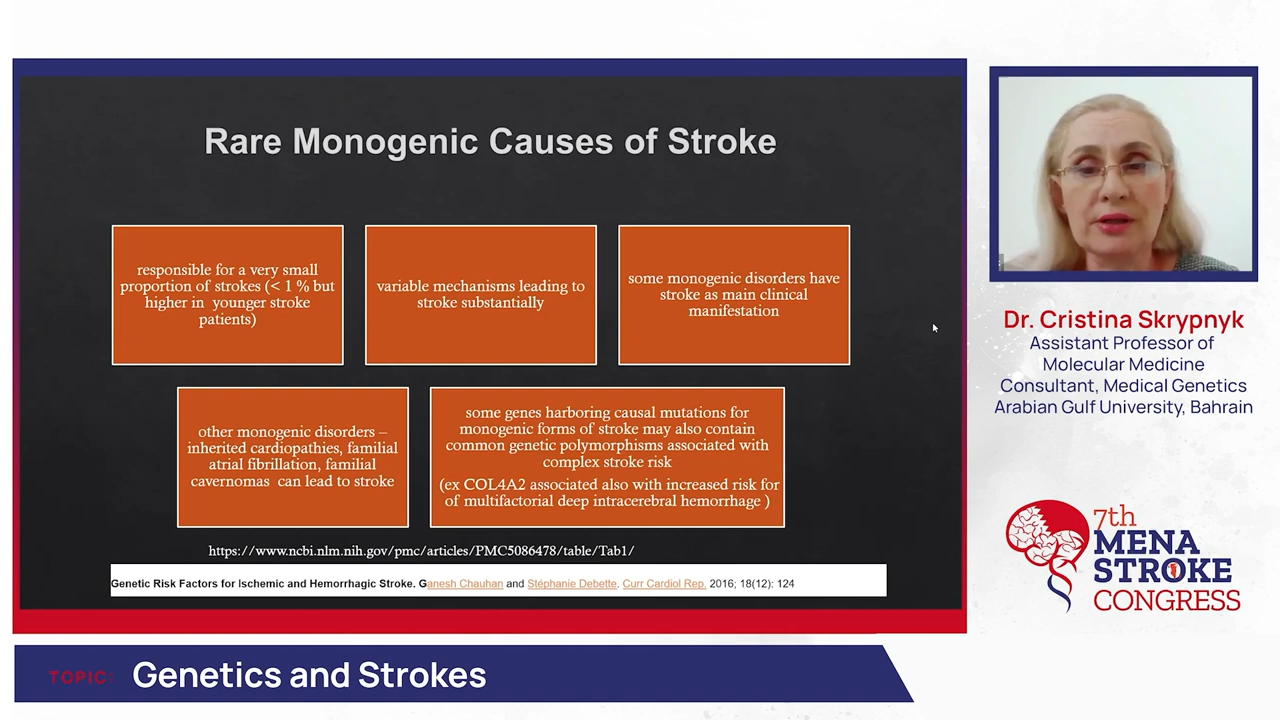 Rare Monogenic Causes of Stroke
responsible for a very small
proportion of strokes (< 1 % but
higher in younger stroke
patients)
variable mechanisms leading to
stroke substantially
some monogenic disorders have
stroke as main clinical
manifestation
other monogenic disorders –
inherited cardiopathies, familial
atrial fibrillation, familial
cavernomas can lead to stroke
some genes harboring causal mutations for
monogenic forms of stroke may also contain
common genetic polymorphisms associated with
complex stroke risk
(ex COL4A2 associated also with increased risk for
of multifactorial deep intracerebral hemorrhage )
https://www.ncbi.nlm.nih.gov/pmc/articles/PMC5086478/table/Tab1/
Genetic Risk Factors for Ischemic and Hemorrhagic Stroke. Ganesh Chauhan and Stéphanie Debette. Curr Cardiol Rep. 2016; 18(12): 124
Dr. Cristina Skrypnyk
Assistant Professor of
Molecular Medicine
Consultant, Medical Genetics
Arabian Gulf University, Bahrain
7th
MENA
STROKE
CONGRESS
TOPIC:
Genetics and Strokes